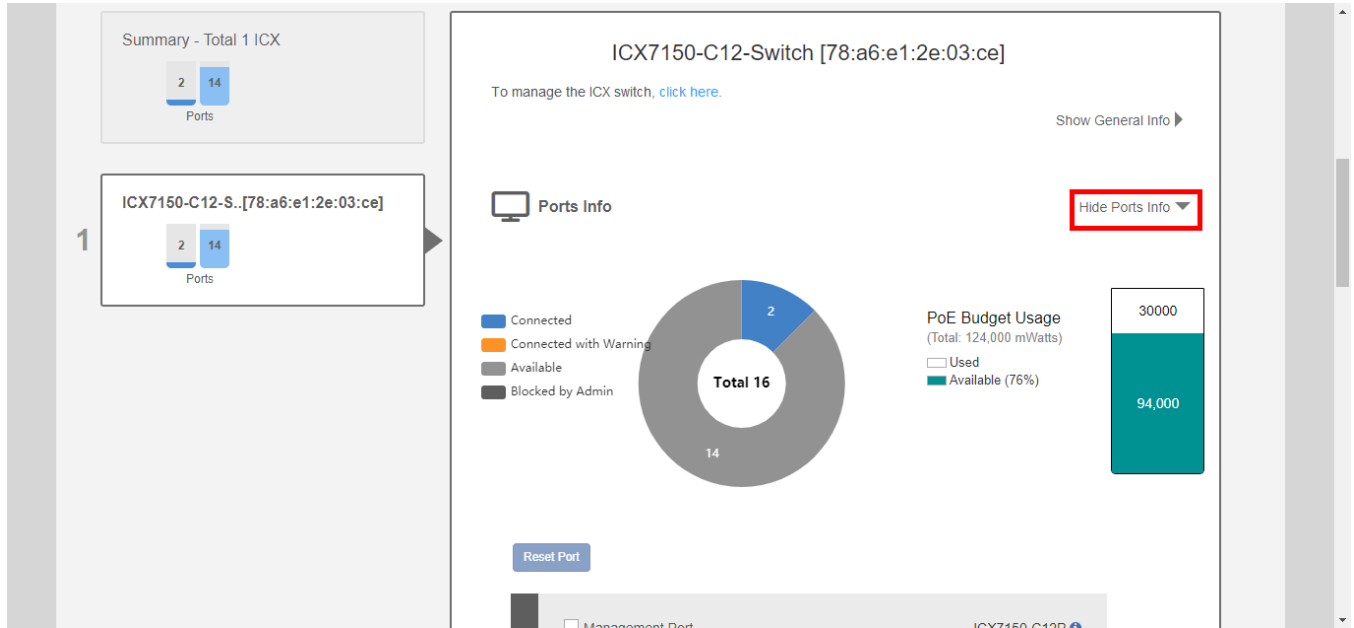 Summary - Total 1 ICX
2 14
Ports
1
ICX7150-C12-S..[78:a6:e1:2e:03:ce]
2 14
Ports
ICX7150-C12-Switch [78:a6:e1:2e:03:ce]
To manage the ICX switch, click here.
Show General Info
Ports Info
Hide Ports Info
Connected
Connected with Warning
Available
Blocked by Admin
2
Total 16
14
PoE Budget Usage
(Total: 124,000 mWatts)
Used
Available (76%)
30000
94,000
Reset Port
Management Port
ICX7150-C12P